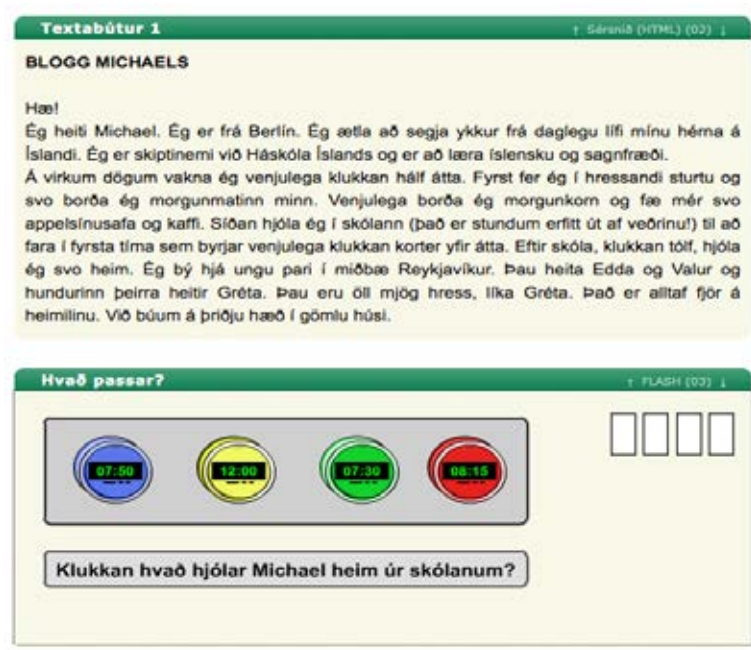 Textabútur 1
↑ Sérsnið (HTML) (02) ↓
BLOGG MICHAELS
Hæ!
Ég heiti Michael. Ég er frá Berlín. Ég ætla að segja ykkur frá daglegu lífi mínu hérna á
Íslandi. Ég er skiptinemi við Háskóla Íslands og er að læra íslensku og sagnfræði.
Á virkum dögum vakna ég venjulega klukkan hálf átta. Fyrst fer ég í hressandi sturtu og
svo borða ég morgunmatinn minn. Venjulega borða ég morgunkorn og fæ mér svo
appelsínusafa og kaffi. Síðan hjóla ég í skólann (það er stundum erfitt út af veðrinu!) til að
fara í fyrsta tíma sem byrjar venjulega klukkan korter yfir átta. Eftir skóla, klukkan tólf, hjóla
ég svo heim. Ég bý hjá ungu pari í miðbæ Reykjavíkur. Þau heita Edda og Valur og
hundurinn þeirra heitir Gréta. Þau eru öll mjög hress, líka Gréta. Það er alltaf fjör á
heimilinu. Við búum á þriðju hæð í gömlu húsi.
Hvað passar?
↑ FLASH (03) ↓
07:50 12:00 07:30 08:15
Klukkan hvað hjólar Michael heim úr skólanum?